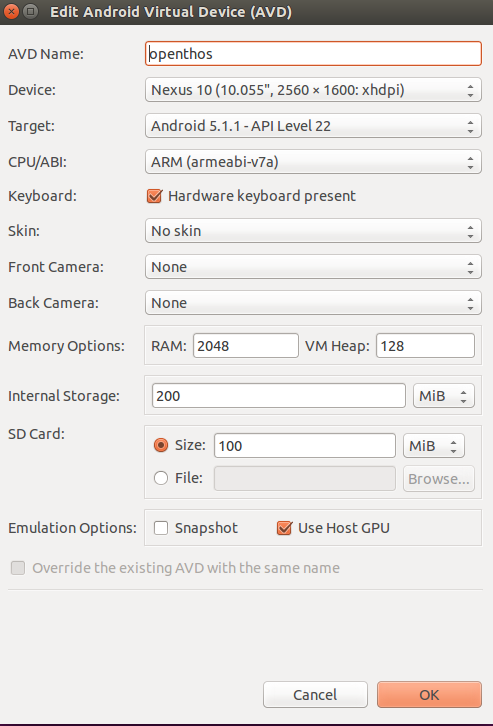 Edit Android Virtual Device (AVD)
AVD Name: openthos
Device: Nexus 10 (10.055", 2560 × 1600: xhdpi)
Target: Android 5.1.1 - API Level 22
CPU/ABI: ARM (armeabi-v7a)
Keyboard: Hardware keyboard present
Skin: No skin
Front Camera: None
Back Camera: None
Memory Options: RAM: 2048 VM Heap: 128
Internal Storage: 200 MiB
SD Card:
Size: 100 MiB
File: Browse...
Emulation Options: Snapshot Use Host GPU
Override the existing AVD with the same name
Cancel OK